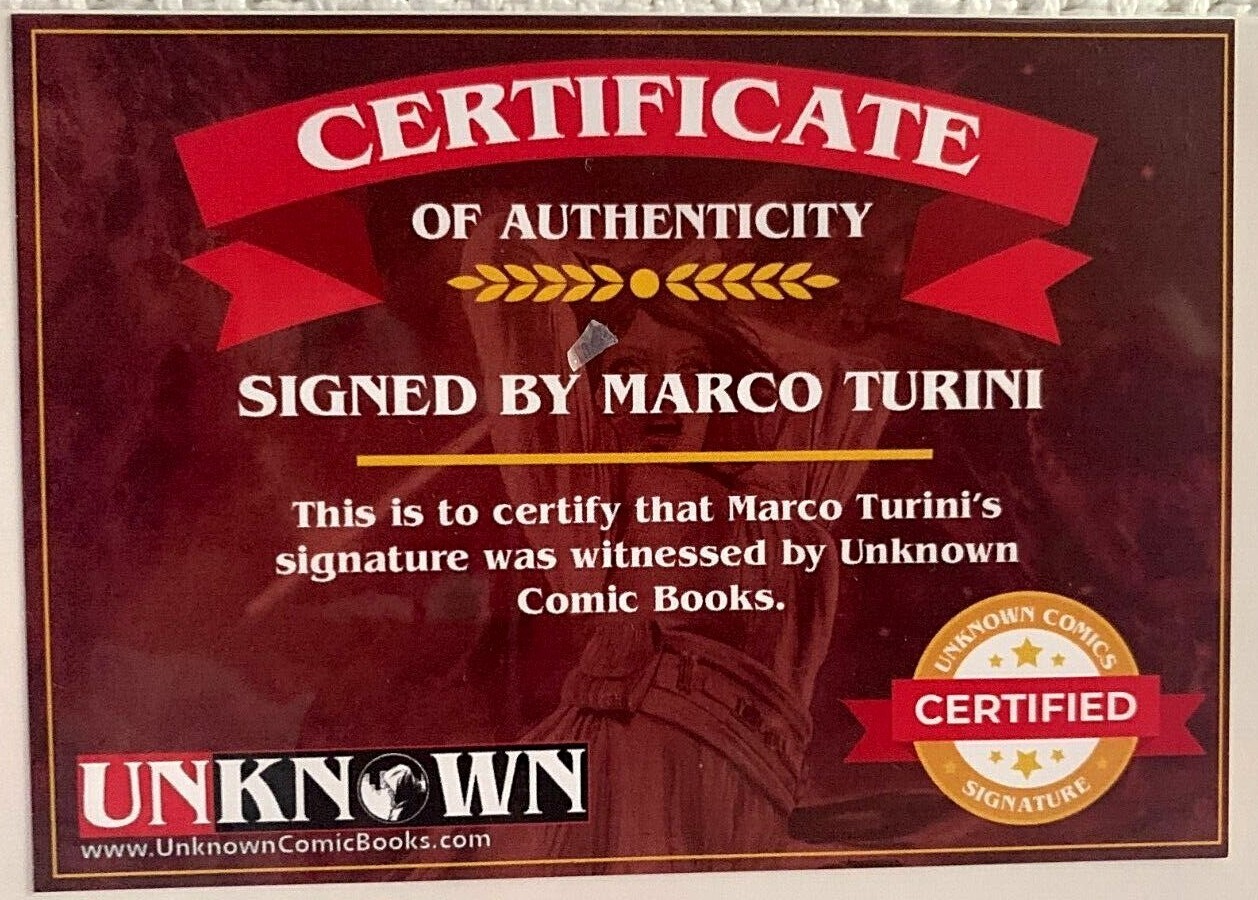 CERTIFICATE
OF AUTHENTICITY
SIGNED BY MARCO TURINI
This is to certify that Marco Turini's
signature was witnessed by Unknown
Comic Books.
UNKNOWN COMICS
CERTIFIED
SIGNATURE
UNKNOWN
www.UnknownComicBooks.com